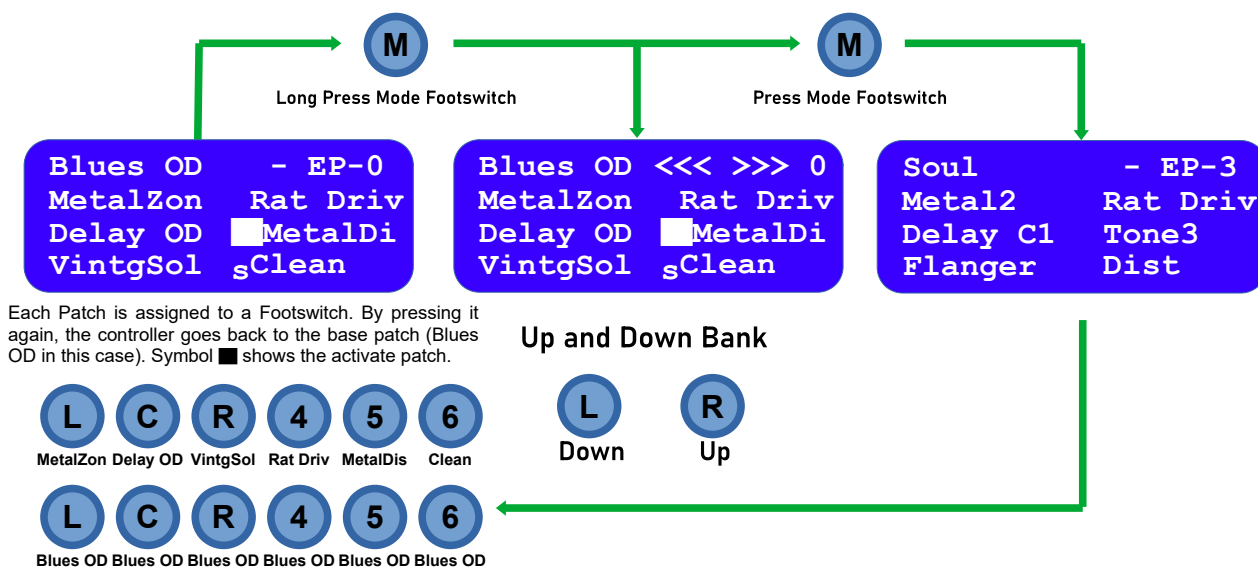 M
M
Long Press Mode Footswitch
Press Mode Footswitch
Blues OD - EP-0
MetalZon Rat Driv
Delay OD MetalDi
VintgSol sClean
Blues OD <<< >>> 0
MetalZon Rat Driv
Delay OD MetalDi
VintgSol sClean
Soul - EP-3
Metal2 Rat Driv
Delay C1 Tone3
Flanger Dist
Each Patch is assigned to a Footswitch. By pressing it
again, the controller goes back to the base patch (Blues
OD in this case). Symbol ■ shows the activate patch.
Up and Down Bank
L R
Down Up
L C R 4 5 6
MetalZon Delay OD VintgSol Rat Driv MetalDis Clean
L C R 4 5 6
Blues OD Blues OD Blues OD Blues OD Blues OD Blues OD